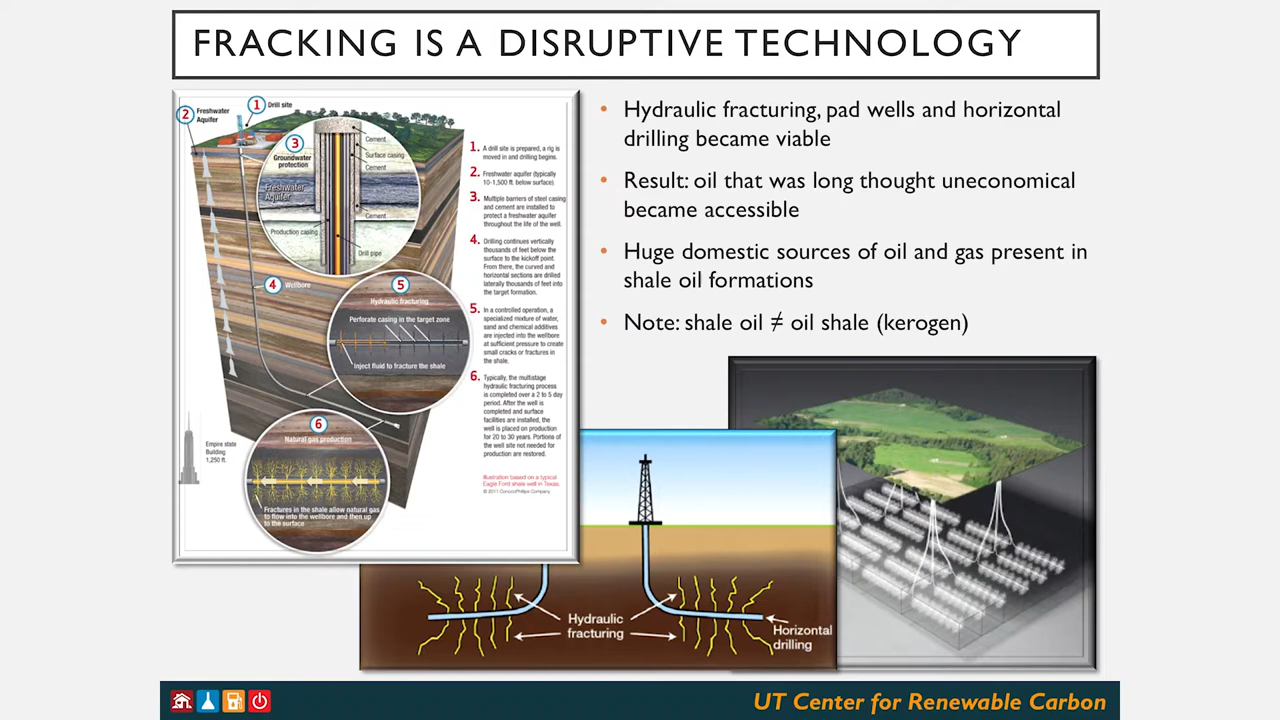 FRACKING IS A DISRUPTIVE TECHNOLOGY
1 Drill site
2 Freshwater
Aquifer
3
Groundwater
protection
Cement
Surface casing
Cement
Freshwater
Aquifer
Cement
Production casing
Drill pipe
4 Wellbore
5
Hydraulic fracturing
Perforate casing in the target zone
Inject fluid to fracture the shale
6
Natural gas production
Fractures in the shale allow natural gas
to flow into the wellbore and then up
to the surface
Empire state
Building
1,250 ft.
1. A drill site is prepared, a rig is
moved in and drilling begins.
2. Freshwater aquifer (typically
10-1,500 ft. below surface).
3. Multiple barriers of steel casing
and cement are installed to
protect a freshwater aquifer
throughout the life of the well.
4. Drilling continues vertically
thousands of feet below the
surface to the kickoff point.
From there, the curved and
horizontal sections are drilled
laterally thousands of feet into
the target formation.
5. In a controlled operation, a
specialized mixture of water,
sand and chemical additives
are injected into the wellbore
at sufficient pressure to create
small cracks or fractures in
the shale.
6. Typically, the multistage
hydraulic fracturing process
is completed over a 2 to 5 day
period. After the well is
completed and surface
facilities are installed, the
well is placed on production
for 20 to 30 years. Portions of
the well site not needed for
production are restored.
Illustration based on a typical
Eagle Ford shale well in Texas.
© 2011 ConocoPhillips Company
• Hydraulic fracturing, pad wells and horizontal
drilling became viable
• Result: oil that was long thought uneconomical
became accessible
• Huge domestic sources of oil and gas present in
shale oil formations
• Note: shale oil ≠ oil shale (kerogen)
Hydraulic
fracturing
Horizontal
drilling
UT Center for Renewable Carbon